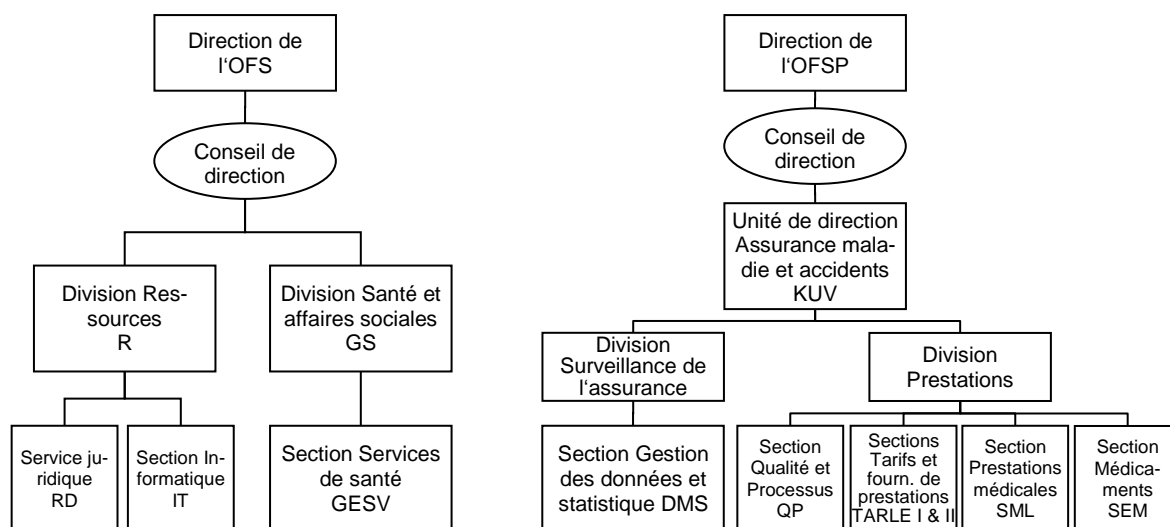 Direction de
l‘OFS
Conseil de
direction
Division Res-
sources
R
Division Santé et
affaires sociales
GS
Service ju-
ridique
RD
Section In-
formatique
IT
Section Services
de santé
GESV
Direction de
l‘OFSP
Conseil de
direction
Unité de direction
Assurance mala-
die et accidents
KUV
Division
Surveillance de
l‘assurance
Division
Prestations
Section Gestion
des données et
statistique DMS
Section
Qualité et
Processus
QP
Sections
Tarifs et
fourn. de
prestations
TARLE I & II
Section
Prestations
médicales
SML
Section
Médica-
ments
SEM